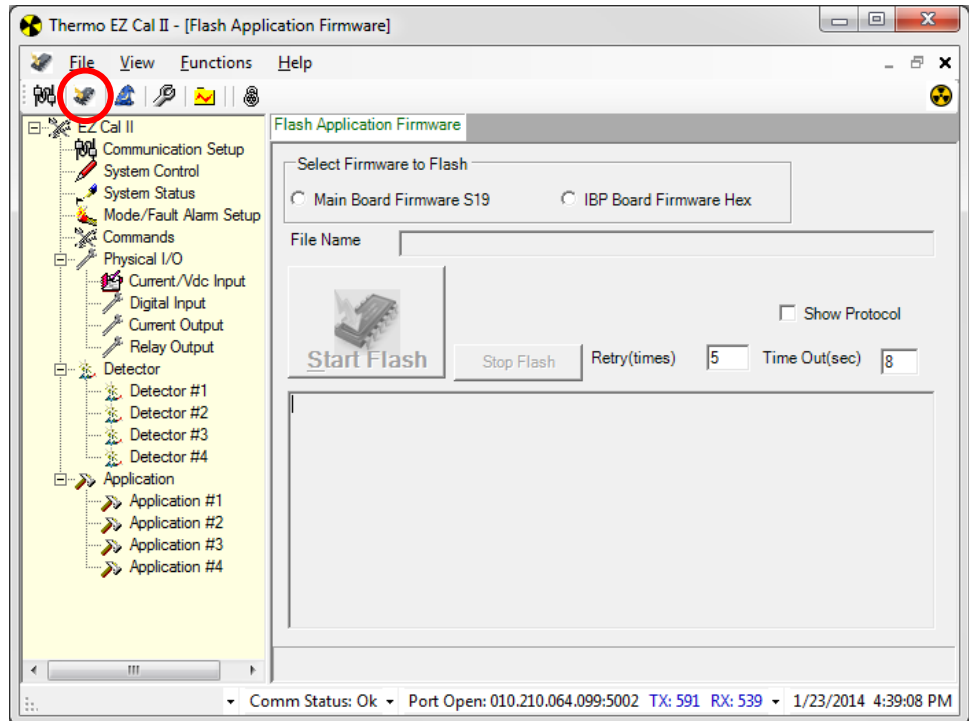 Thermo EZ Cal II - [Flash Application Firmware]
File View Functions Help
EZ Cal II
Communication Setup
System Control
System Status
Mode/Fault Alarm Setup
Commands
Physical I/O
Current/Vdc Input
Digital Input
Current Output
Relay Output
Detector
Detector #1
Detector #2
Detector #3
Detector #4
Application
Application #1
Application #2
Application #3
Application #4
Flash Application Firmware
Select Firmware to Flash
Main Board Firmware S19 IBP Board Firmware Hex
File Name
Show Protocol
Start Flash Stop Flash Retry(times) 5 Time Out(sec) 8
Comm Status: Ok Port Open: 010.210.064.099:5002 TX: 591 RX: 539 1/23/2014 4:39:08 PM